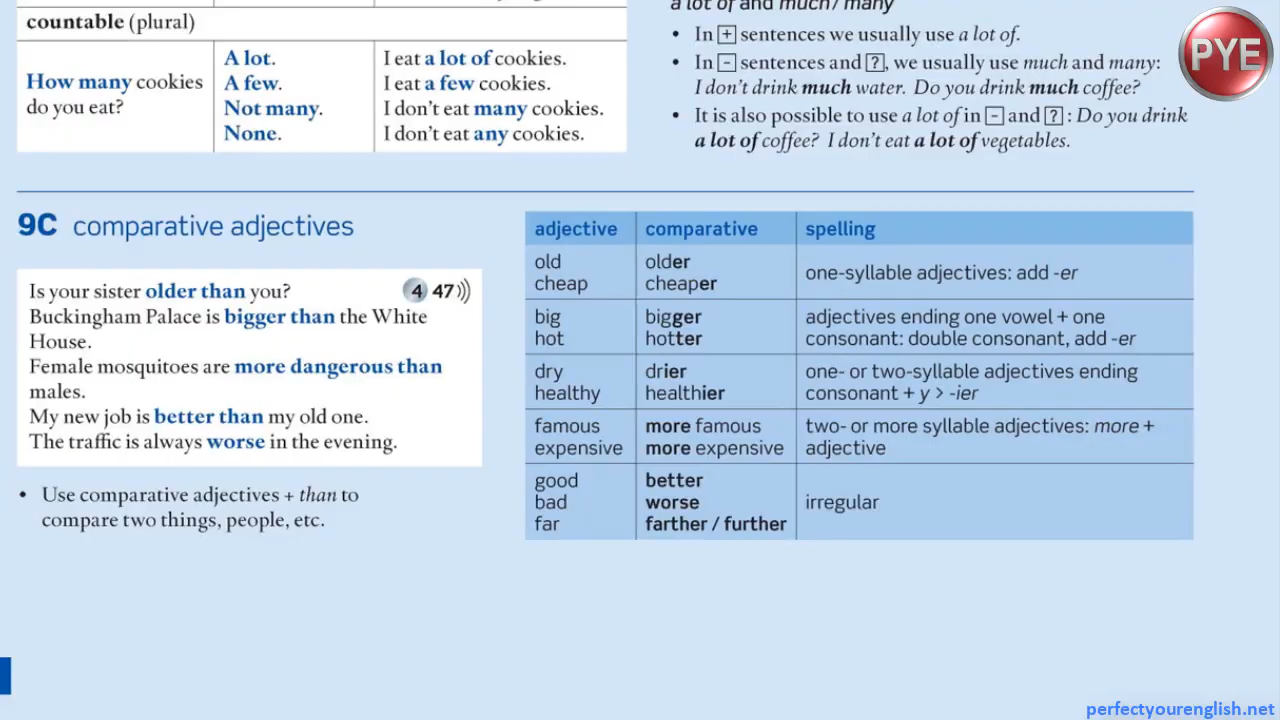 countable (plural)
How many cookies
do you eat?
A lot.
A few.
Not many.
None.
I eat a lot of cookies.
I eat a few cookies.
I don't eat many cookies.
I don't eat any cookies.
a lot of and much / many
• In + sentences we usually use a lot of.
• In - sentences and ?, we usually use much and many:
I don't drink much water. Do you drink much coffee?
• It is also possible to use a lot of in - and ? : Do you drink
a lot of coffee? I don't eat a lot of vegetables.
PYE
9C comparative adjectives
Is your sister older than you? 4 47
Buckingham Palace is bigger than the White
House.
Female mosquitoes are more dangerous than
males.
My new job is better than my old one.
The traffic is always worse in the evening.
• Use comparative adjectives + than to
compare two things, people, etc.
adjective comparative spelling
old older
cheap cheaper
one-syllable adjectives: add -er
big bigger adjectives ending one vowel + one
hot hotter consonant: double consonant, add -er
dry drier one- or two-syllable adjectives ending
healthy healthier consonant + y > -ier
famous more famous two- or more syllable adjectives: more +
expensive more expensive adjective
good better
bad worse irregular
far farther / further
perfectyourenglish.net